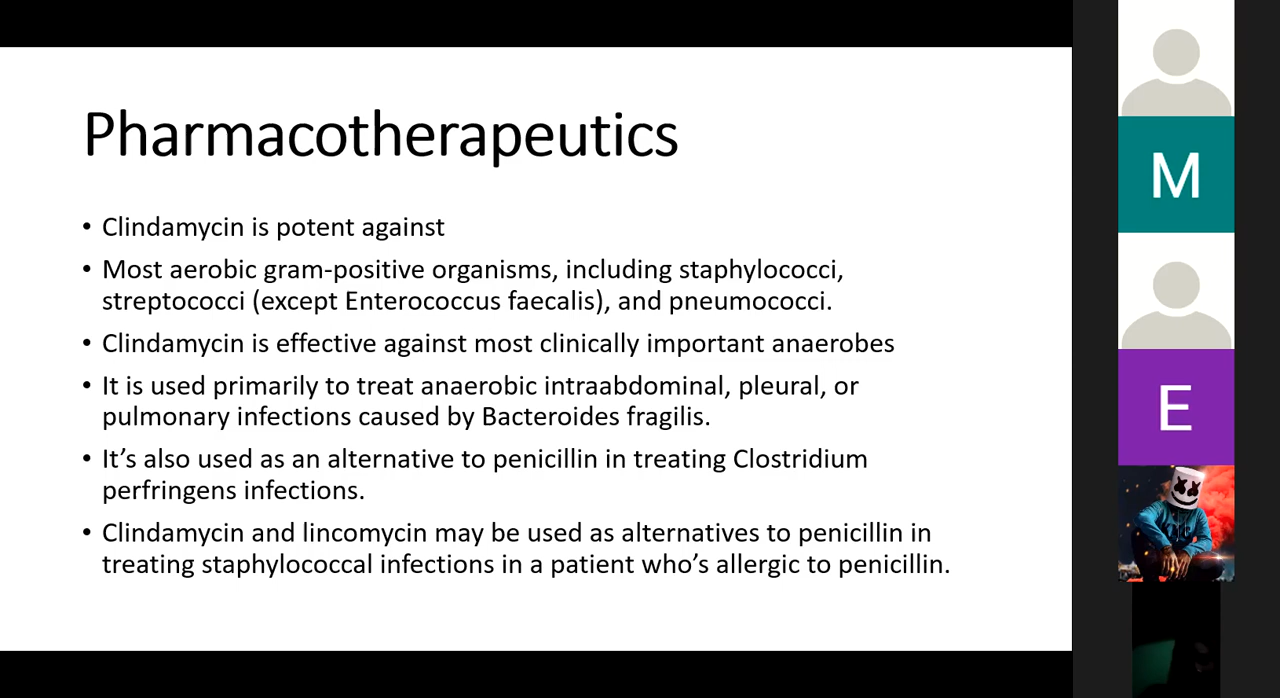 Pharmacotherapeutics
• Clindamycin is potent against
• Most aerobic gram-positive organisms, including staphylococci,
streptococci (except Enterococcus faecalis), and pneumococci.
• Clindamycin is effective against most clinically important anaerobes
• It is used primarily to treat anaerobic intraabdominal, pleural, or
pulmonary infections caused by Bacteroides fragilis.
• It’s also used as an alternative to penicillin in treating Clostridium
perfringens infections.
• Clindamycin and lincomycin may be used as alternatives to penicillin in
treating staphylococcal infections in a patient who’s allergic to penicillin.
M
E